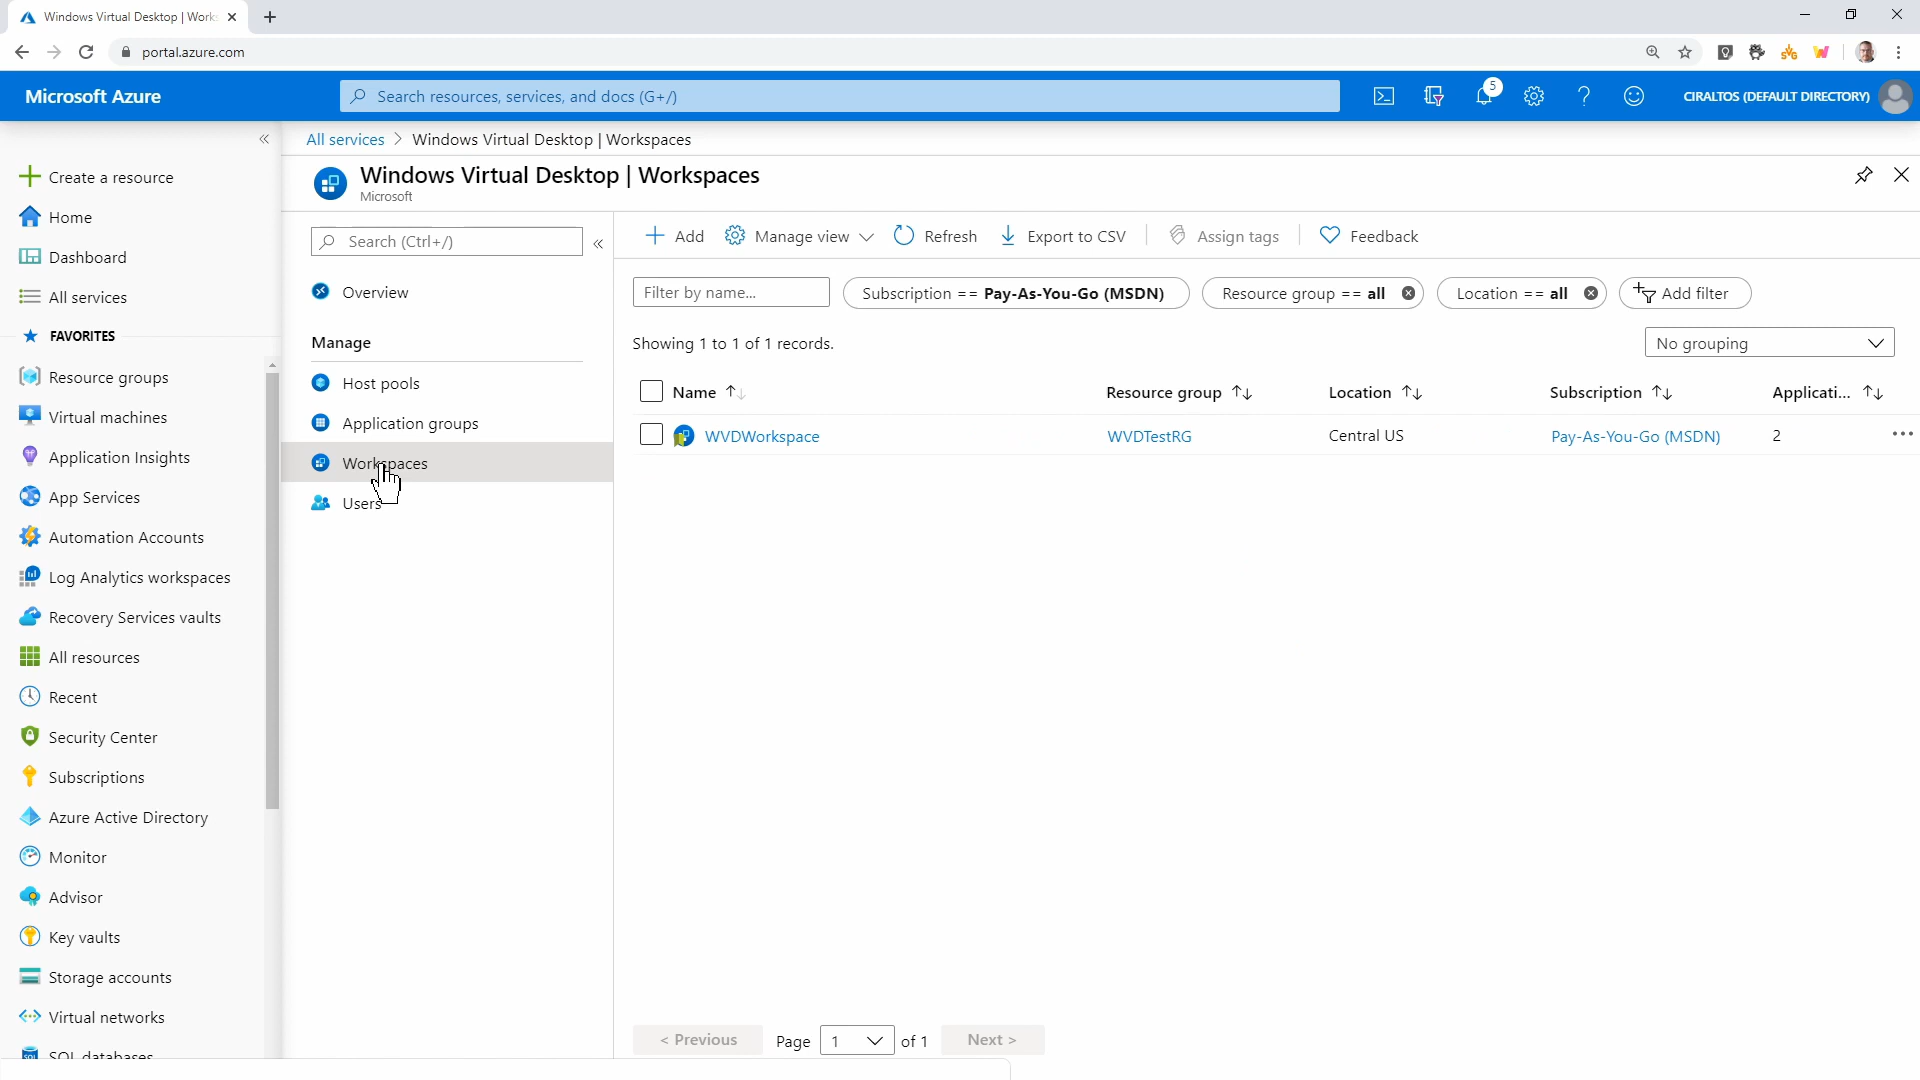 Windows Virtual Desktop | Work
portal.azure.com
Microsoft Azure
Search resources, services, and docs (G+/)
5
CIRALTOS (DEFAULT DIRECTORY)
All services > Windows Virtual Desktop | Workspaces
Windows Virtual Desktop | Workspaces
Microsoft
Create a resource
Home
Dashboard
All services
FAVORITES
Resource groups
Virtual machines
Application Insights
App Services
Automation Accounts
Log Analytics workspaces
Recovery Services vaults
All resources
Recent
Security Center
Subscriptions
Azure Active Directory
Monitor
Advisor
Key vaults
Storage accounts
Virtual networks
SQL databases
Search (Ctrl+/)
Overview
Manage
Host pools
Application groups
Workspaces
Users
Add
Manage view
Refresh
Export to CSV
Assign tags
Feedback
Filter by name...
Subscription == Pay-As-You-Go (MSDN)
Resource group == all
Location == all
Add filter
Showing 1 to 1 of 1 records.
No grouping
Name Resource group Location Subscription Applicati...
WVDWorkspace WVDTestRG Central US Pay-As-You-Go (MSDN) 2
< Previous Page 1 of 1 Next >